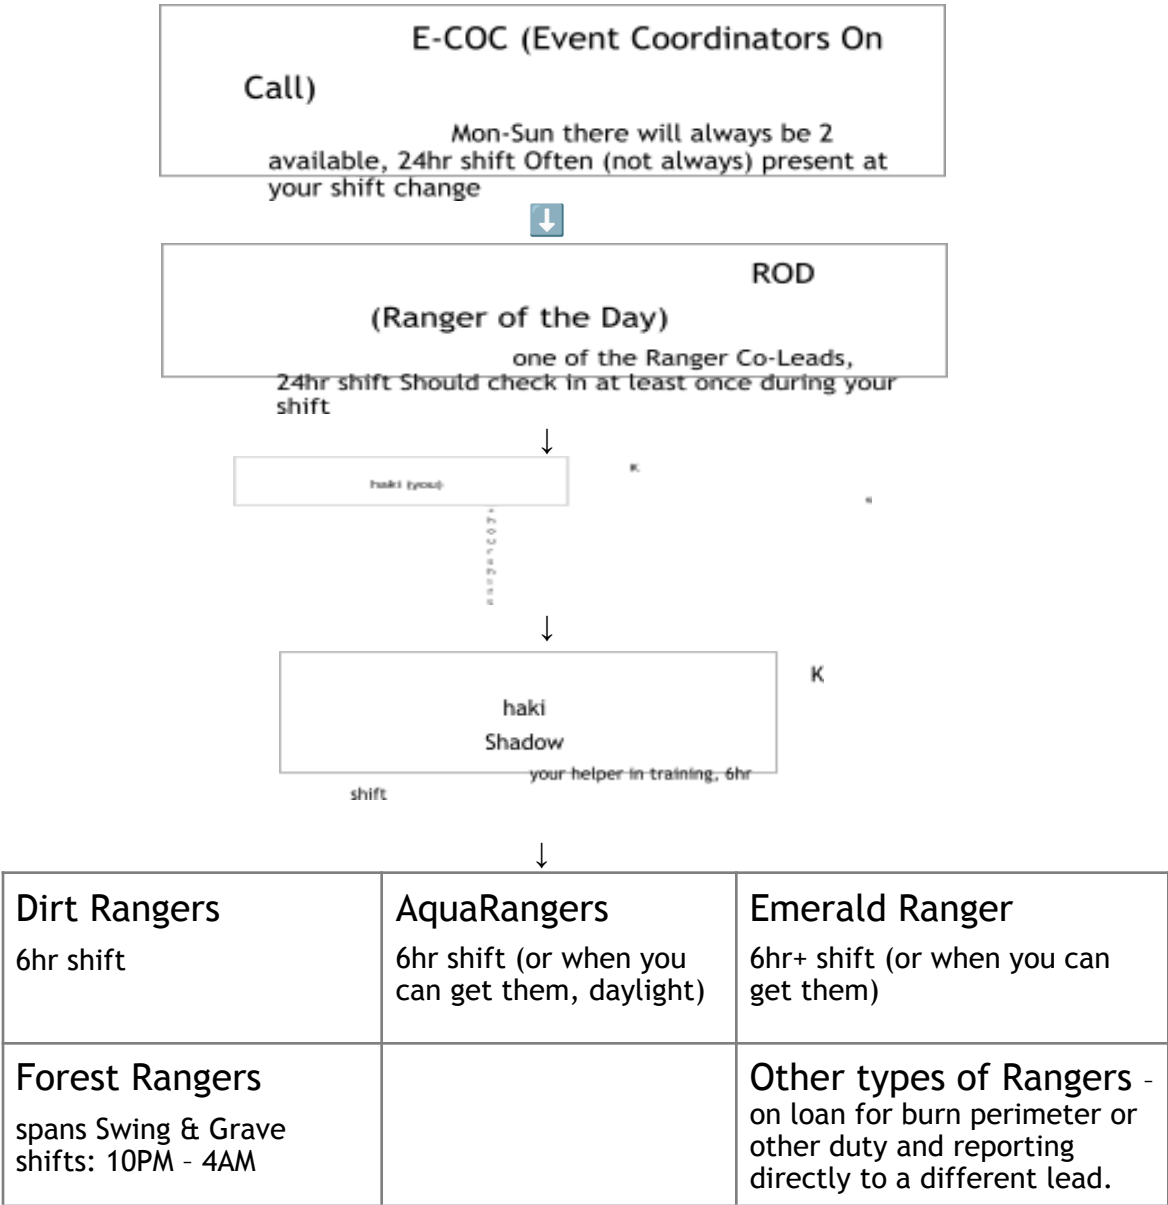 E-COC (Event Coordinators On
Call)
Mon-Sun there will always be 2
available, 24hr shift Often (not always) present at
your shift change
⬇️
ROD
(Ranger of the Day)
one of the Ranger Co-Leads,
24hr shift Should check in at least once during your
shift
↓
K
haki (you)
↓
K
haki
Shadow
your helper in training, 6hr
shift
↓
Dirt Rangers
6hr shift
AquaRangers
6hr shift (or when you
can get them, daylight)
Emerald Ranger
6hr+ shift (or when you can
get them)
Forest Rangers
spans Swing & Grave
shifts: 10PM – 4AM
Other types of Rangers –
on loan for burn perimeter or
other duty and reporting
directly to a different lead.